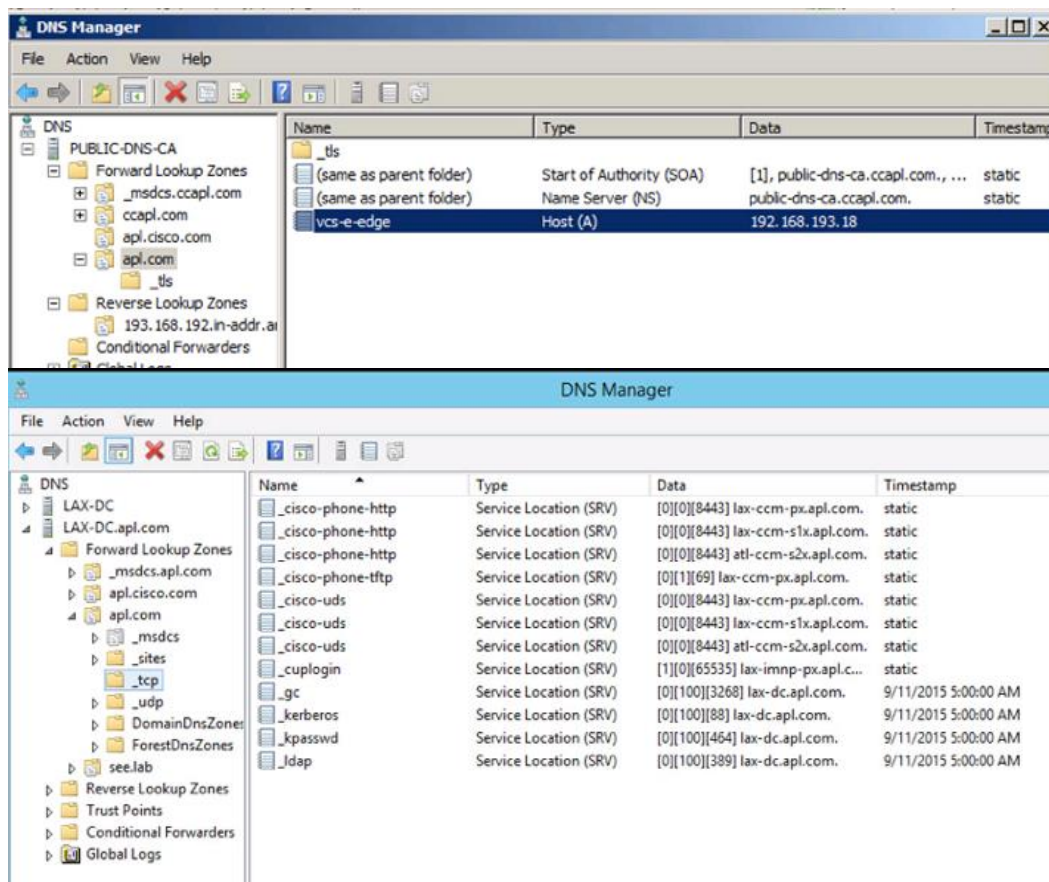 DNS Manager
File Action View Help
DNS
PUBLIC-DNS-CA
Forward Lookup Zones
_msdcs.ccapl.com
ccapl.com
apl.cisco.com
apl.com
_tls
Reverse Lookup Zones
193.168.192.in-addr.ar
Conditional Forwarders
Global Logs
Name Type Data Timestamp
_tls
(same as parent folder) Start of Authority (SOA) [1], public-dns-ca.ccapl.com., ... static
(same as parent folder) Name Server (NS) public-dns-ca.ccapl.com. static
vcs-e-edge Host (A) 192.168.193.18
DNS Manager
File Action View Help
DNS
LAX-DC
LAX-DC.apl.com
Forward Lookup Zones
_msdcs.apl.com
apl.cisco.com
apl.com
_msdcs
_sites
_tcp
_udp
DomainDnsZones
ForestDnsZones
see.lab
Reverse Lookup Zones
Trust Points
Conditional Forwarders
Global Logs
Name Type Data Timestamp
_cisco-phone-http Service Location (SRV) [0][0][8443] lax-ccm-px.apl.com. static
_cisco-phone-http Service Location (SRV) [0][0][8443] lax-ccm-s1x.apl.com. static
_cisco-phone-http Service Location (SRV) [0][0][8443] atl-ccm-s2x.apl.com. static
_cisco-phone-tftp Service Location (SRV) [0][1][69] lax-ccm-px.apl.com. static
_cisco-uds Service Location (SRV) [0][0][8443] lax-ccm-px.apl.com. static
_cisco-uds Service Location (SRV) [0][0][8443] lax-ccm-s1x.apl.com. static
_cisco-uds Service Location (SRV) [0][0][8443] atl-ccm-s2x.apl.com. static
_cuplogin Service Location (SRV) [1][0][65535] lax-imnp-px.apl.c... static
_gc Service Location (SRV) [0][100][3268] lax-dc.apl.com. 9/11/2015 5:00:00 AM
_kerberos Service Location (SRV) [0][100][88] lax-dc.apl.com. 9/11/2015 5:00:00 AM
_kpasswd Service Location (SRV) [0][100][464] lax-dc.apl.com. 9/11/2015 5:00:00 AM
_ldap Service Location (SRV) [0][100][389] lax-dc.apl.com. 9/11/2015 5:00:00 AM